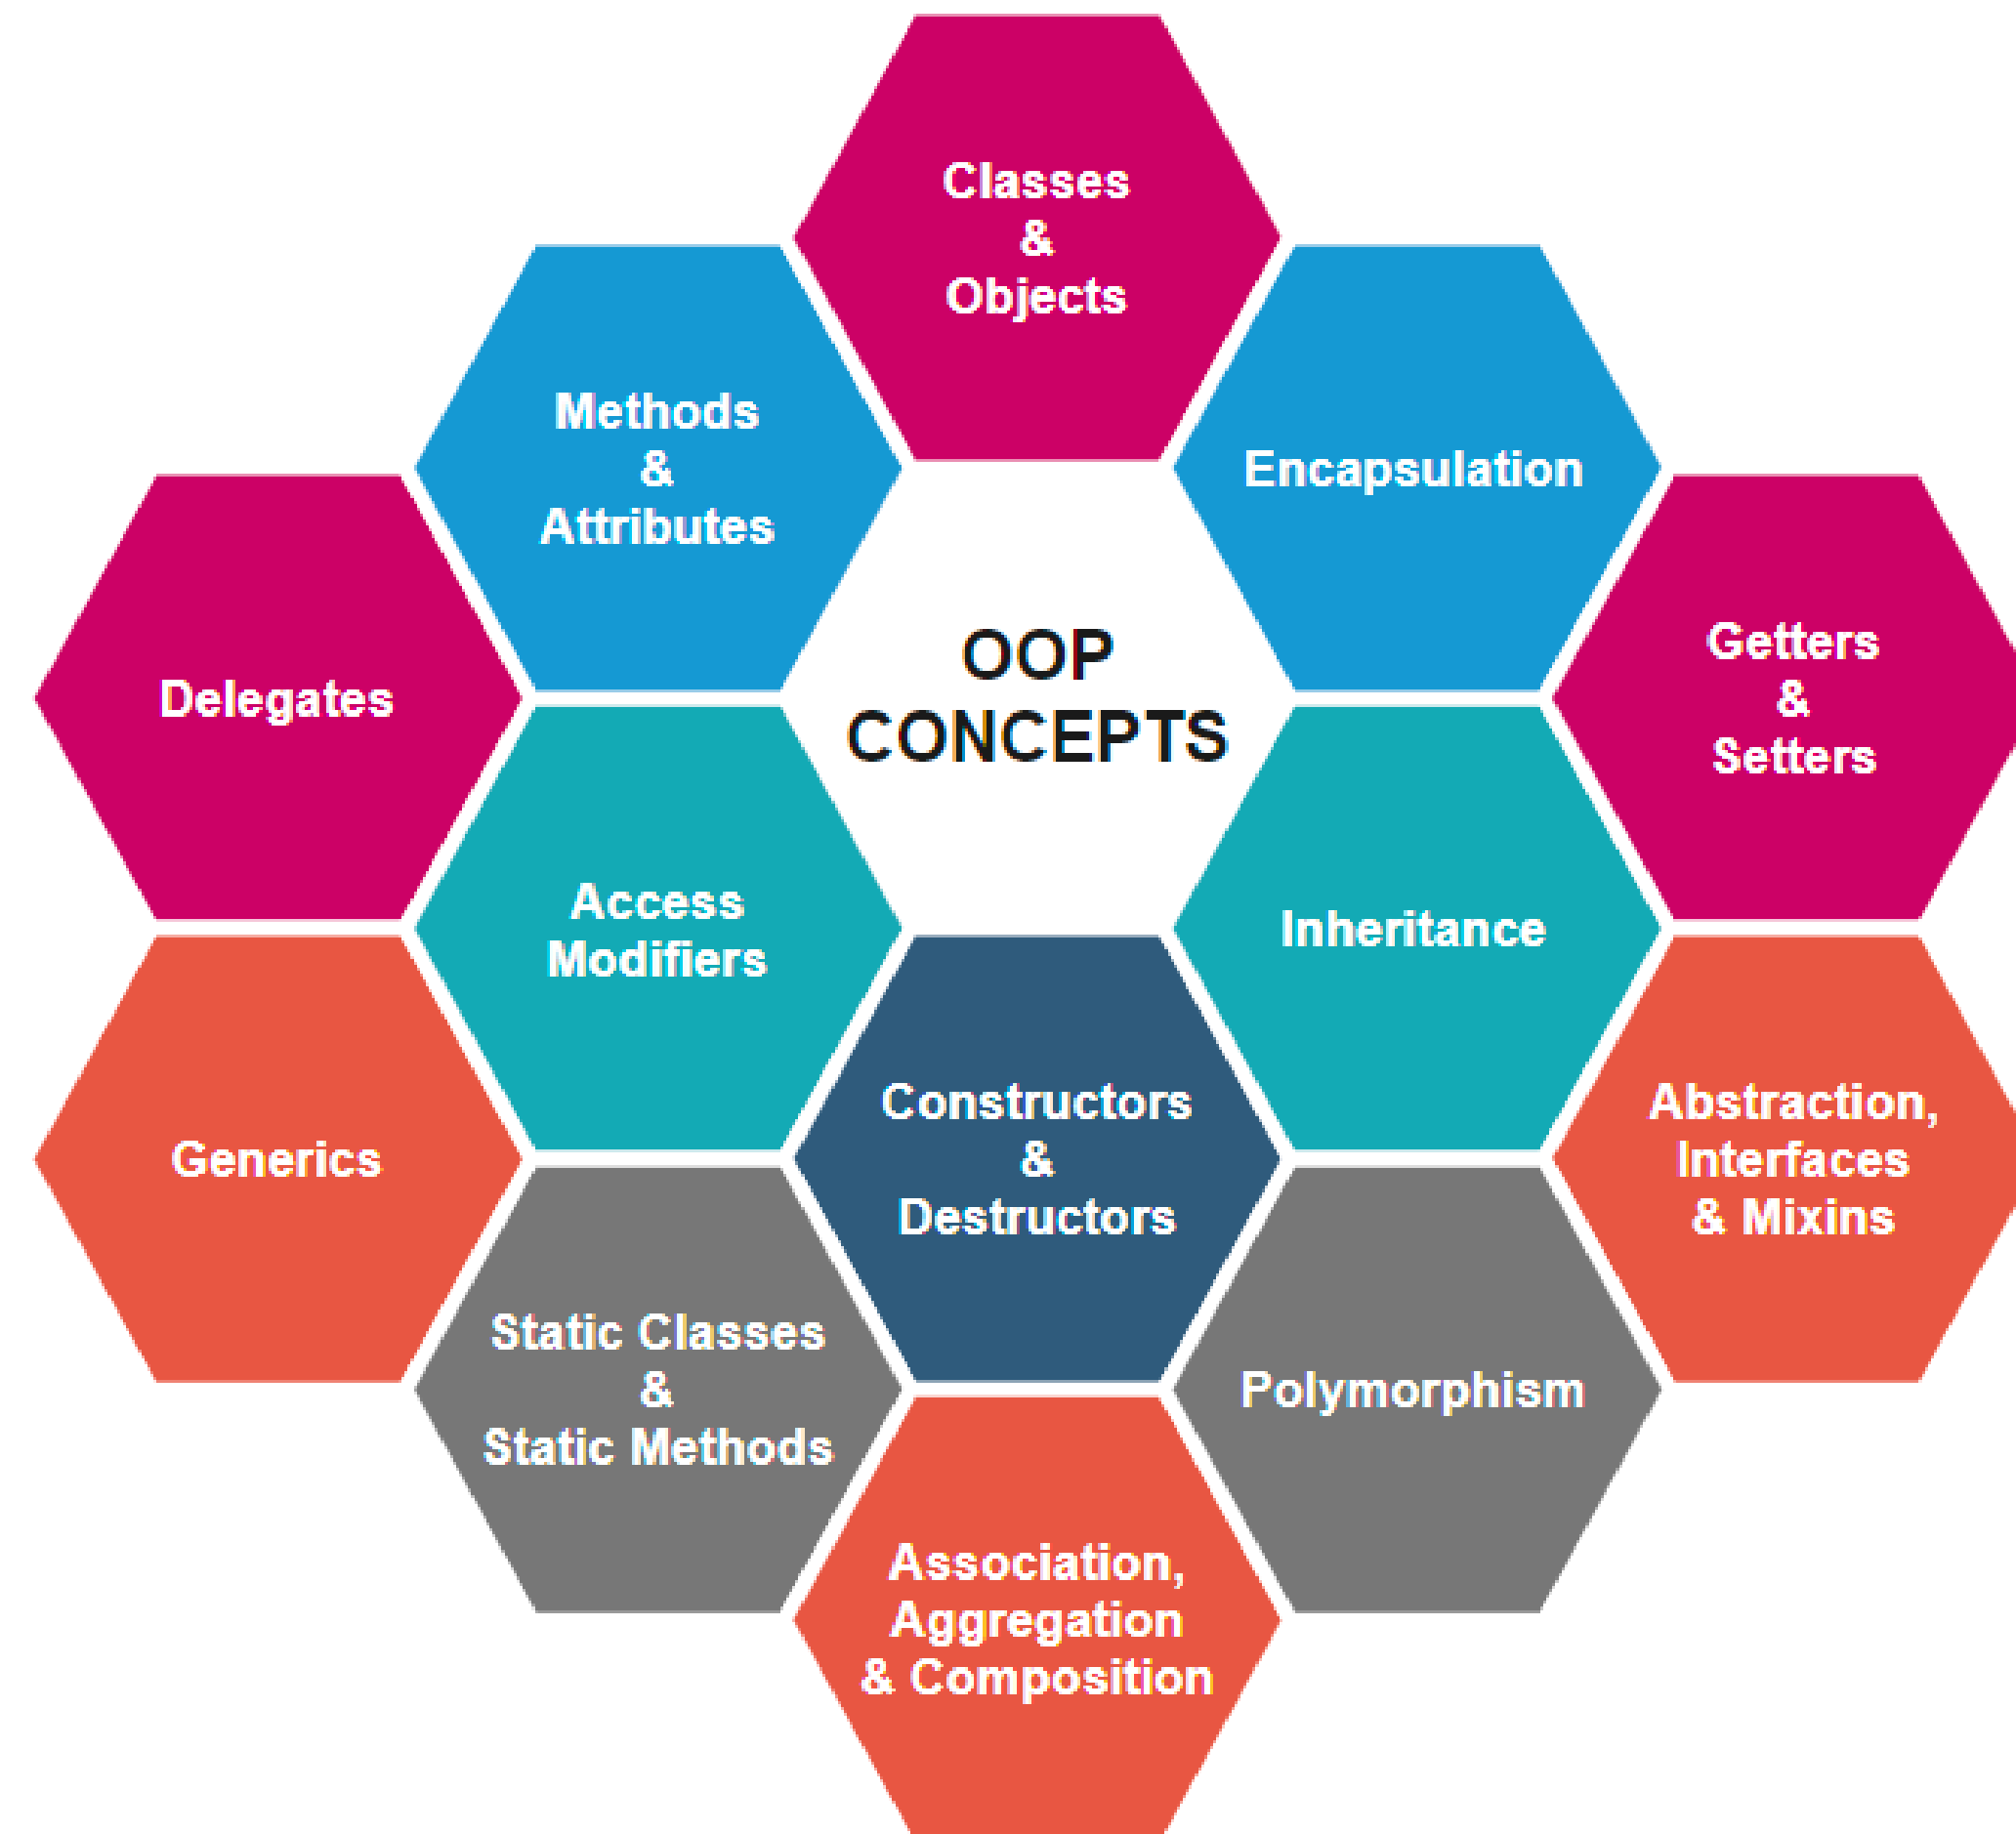 Classes
&
Objects
Methods
&
Attributes
Encapsulation
OOP
CONCEPTS
Delegates
Getters
&
Setters
Access
Modifiers
Inheritance
Generics
Constructors
&
Destructors
Abstraction,
Interfaces
& Mixins
Static Classes
&
Static Methods
Polymorphism
Association,
Aggregation
& Composition